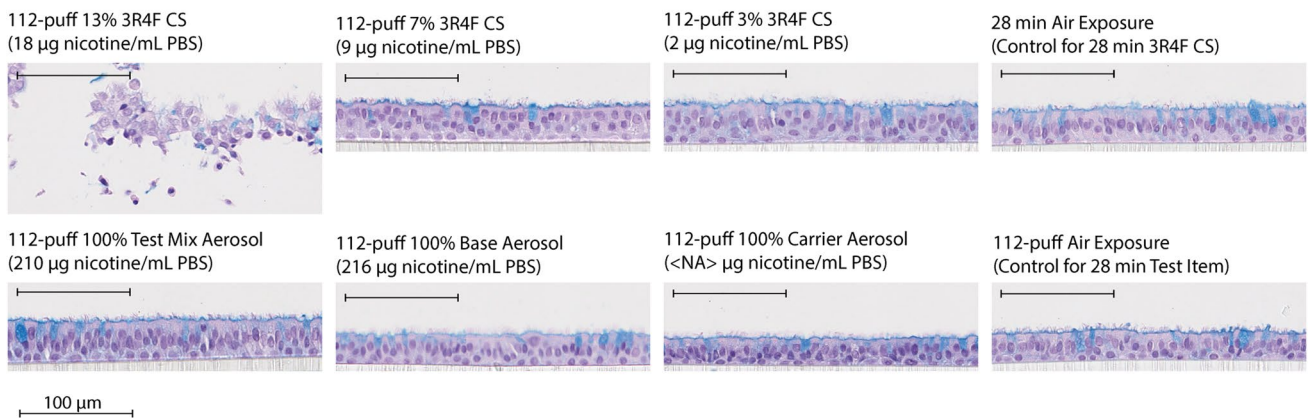 112-puff 13% 3R4F CS
(18 µg nicotine/mL PBS)
112-puff 7% 3R4F CS
(9 µg nicotine/mL PBS)
112-puff 3% 3R4F CS
(2 µg nicotine/mL PBS)
28 min Air Exposure
(Control for 28 min 3R4F CS)
112-puff 100% Test Mix Aerosol
(210 µg nicotine/mL PBS)
112-puff 100% Base Aerosol
(216 µg nicotine/mL PBS)
112-puff 100% Carrier Aerosol
(<NA> µg nicotine/mL PBS)
112-puff Air Exposure
(Control for 28 min Test Item)
100 µm